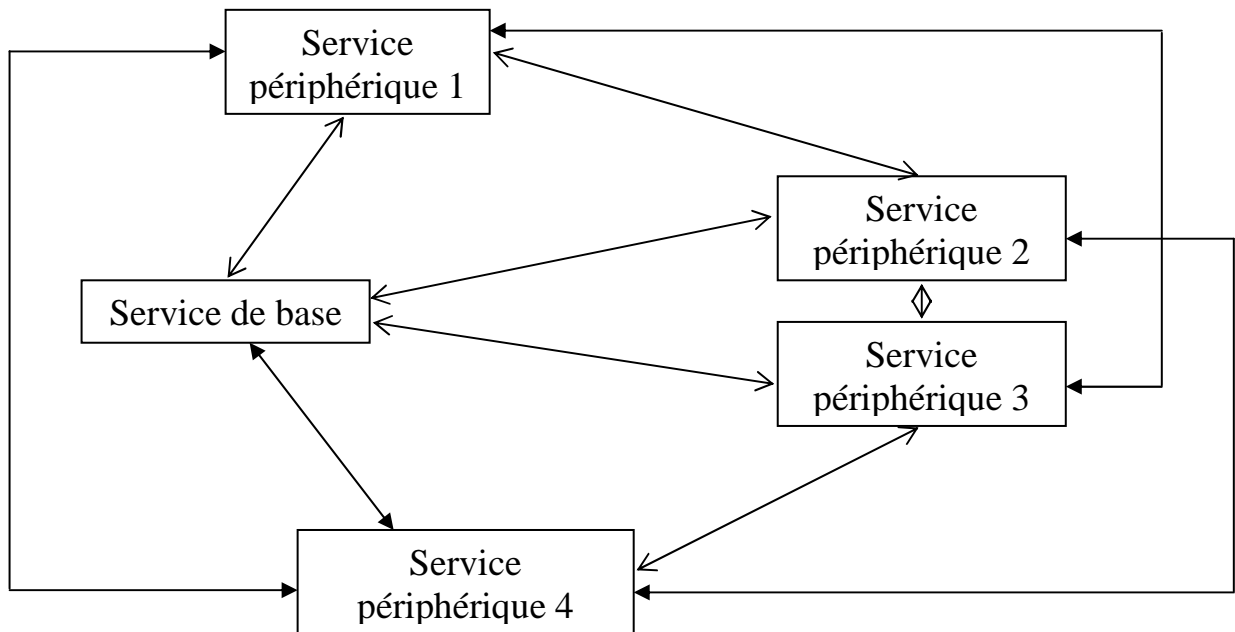 Service
périphérique 1
Service
périphérique 2
Service de base
Service
périphérique 3
Service
périphérique 4